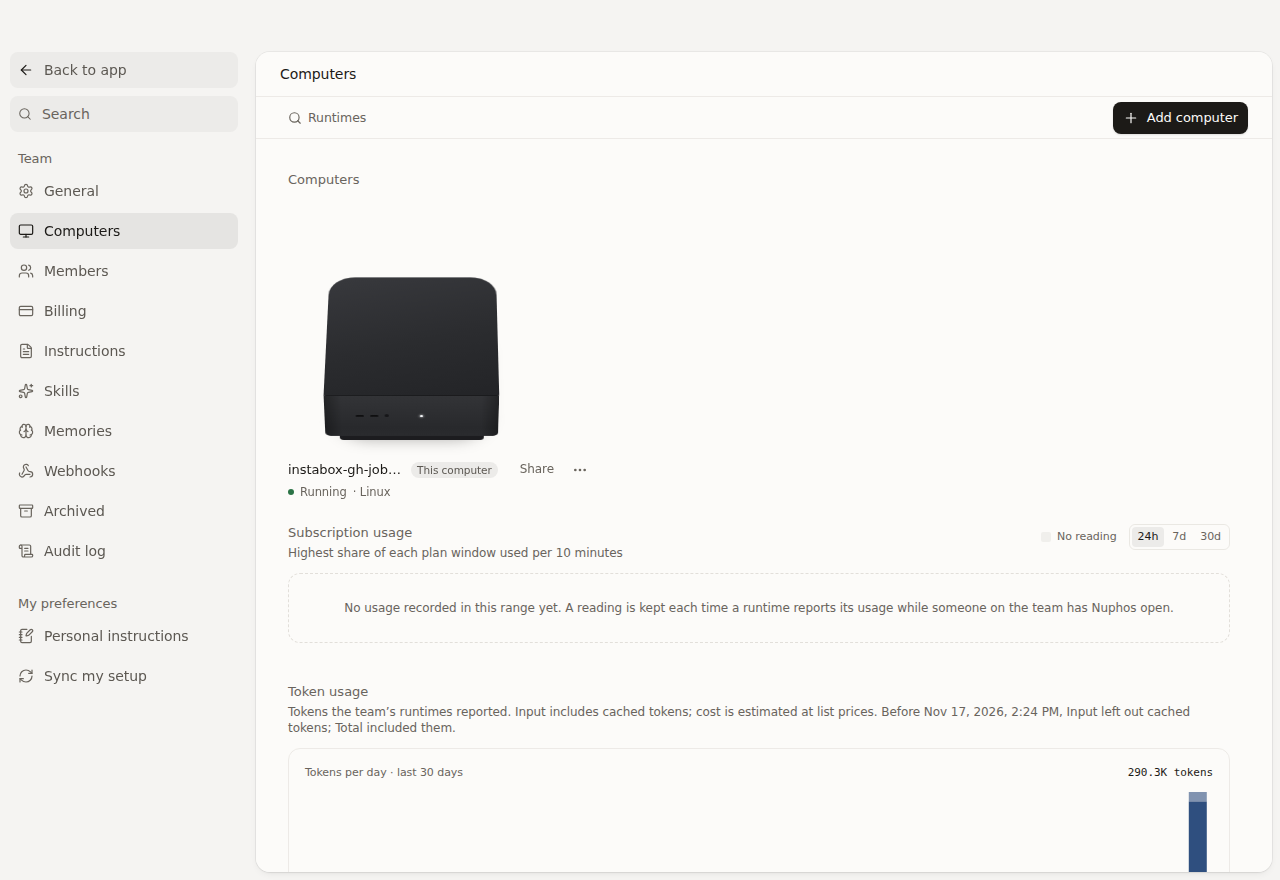 Back to app
Search
Team
General
Computers
Members
Billing
Instructions
Skills
Memories
Webhooks
Archived
Audit log
My preferences
Personal instructions
Sync my setup
Computers
Runtimes
Add computer
Computers
instabox-gh-job… This computer Share
Running · Linux
Subscription usage
Highest share of each plan window used per 10 minutes
No reading 24h 7d 30d
No usage recorded in this range yet. A reading is kept each time a runtime reports its usage while someone on the team has Nuphos open.
Token usage
Tokens the team’s runtimes reported. Input includes cached tokens; cost is estimated at list prices. Before Nov 17, 2026, 2:24 PM, Input left out cached
tokens; Total included them.
Tokens per day · last 30 days
290.3K tokens